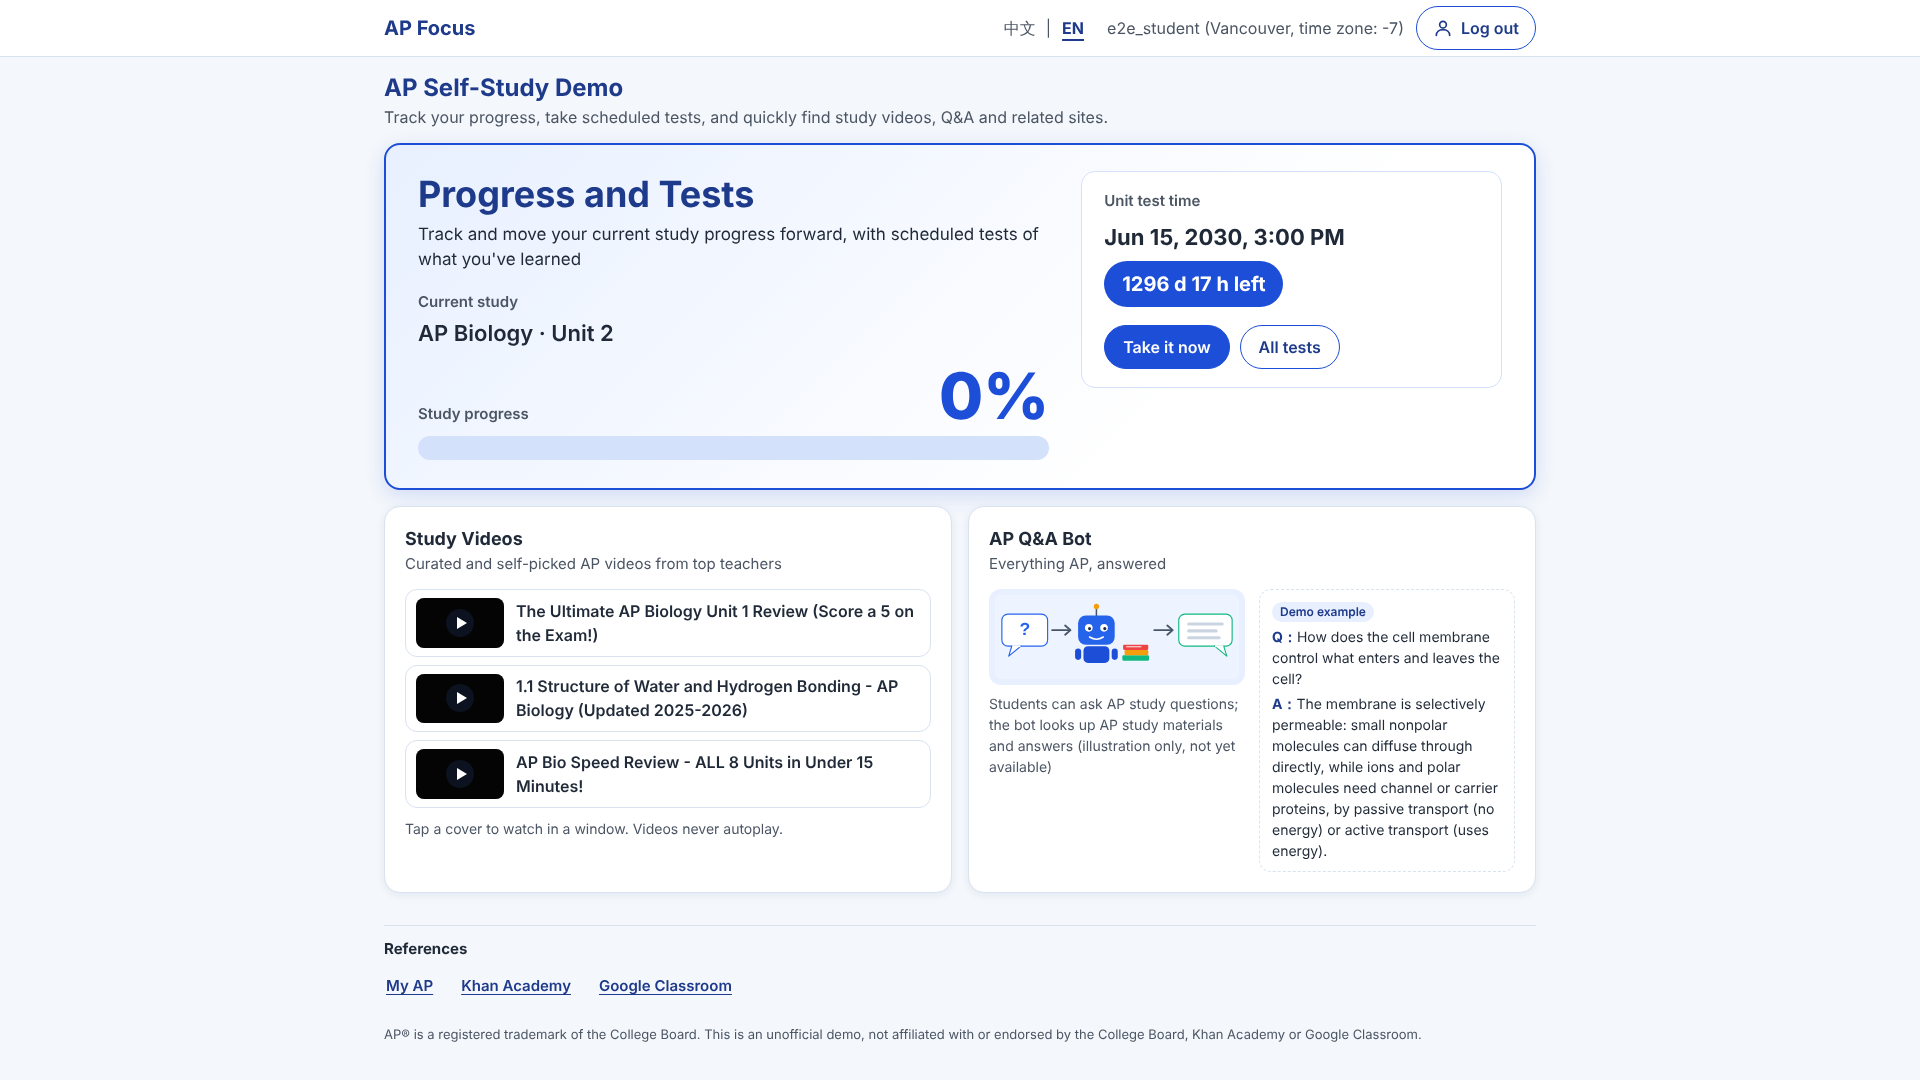 AP Focus
中文 | EN
e2e_student (Vancouver, time zone: -7)
Log out
AP Self-Study Demo
Track your progress, take scheduled tests, and quickly find study videos, Q&A and related sites.
Progress and Tests
Track and move your current study progress forward, with scheduled tests of
what you've learned
Current study
AP Biology · Unit 2
Study progress
0%
Unit test time
Jun 15, 2030, 3:00 PM
1296 d 17 h left
Take it now
All tests
Study Videos
Curated and self-picked AP videos from top teachers
The Ultimate AP Biology Unit 1 Review (Score a 5 on
the Exam!)
1.1 Structure of Water and Hydrogen Bonding - AP
Biology (Updated 2025-2026)
AP Bio Speed Review - ALL 8 Units in Under 15
Minutes!
Tap a cover to watch in a window. Videos never autoplay.
AP Q&A Bot
Everything AP, answered
?
Students can ask AP study questions;
the bot looks up AP study materials
and answers (illustration only, not yet
available)
Demo example
Q：How does the cell membrane
control what enters and leaves the
cell?
A：The membrane is selectively
permeable: small nonpolar
molecules can diffuse through
directly, while ions and polar
molecules need channel or carrier
proteins, by passive transport (no
energy) or active transport (uses
energy).
References
My AP
Khan Academy
Google Classroom
AP® is a registered trademark of the College Board. This is an unofficial demo, not affiliated with or endorsed by the College Board, Khan Academy or Google Classroom.